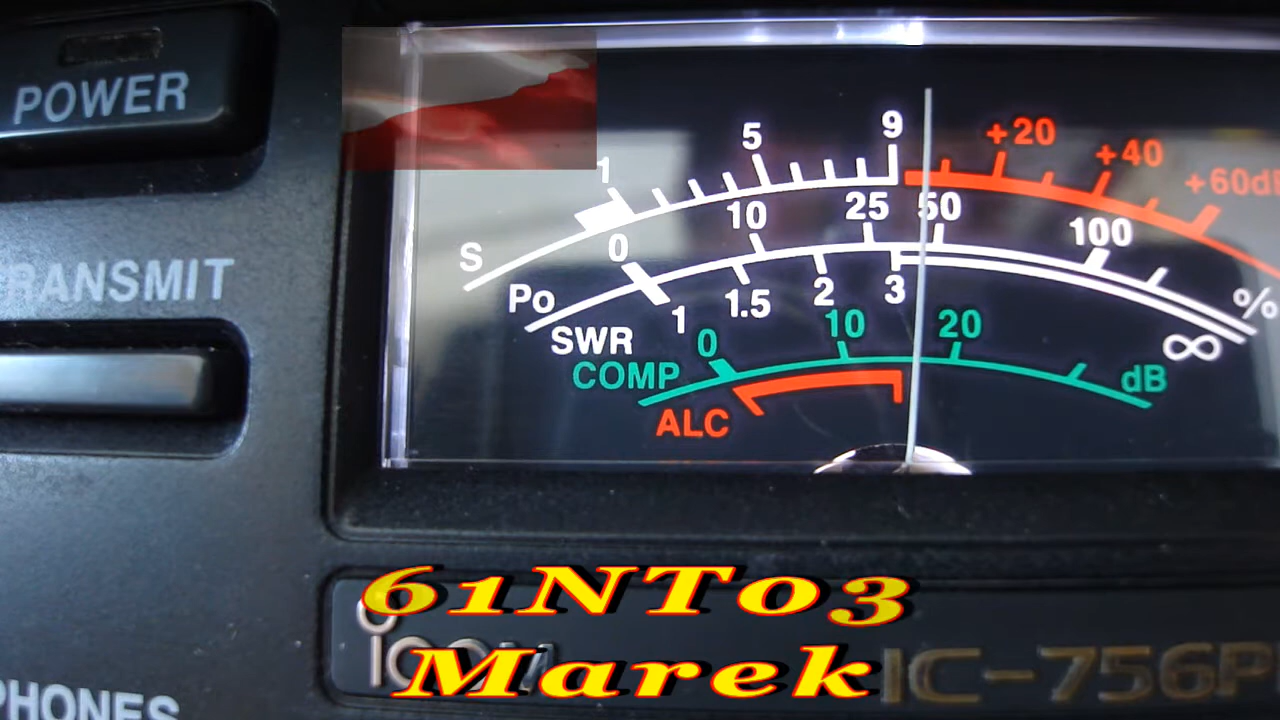 POWER
1 5 9 +20 +40 +60dB
S
0 10 25 50 100 %
Po
1 1.5 2 3 ∞
SWR
0 10 20 dB
COMP
ALC
TRANSMIT
61NT03
ICOM
Marek
IC-756P
PHONES